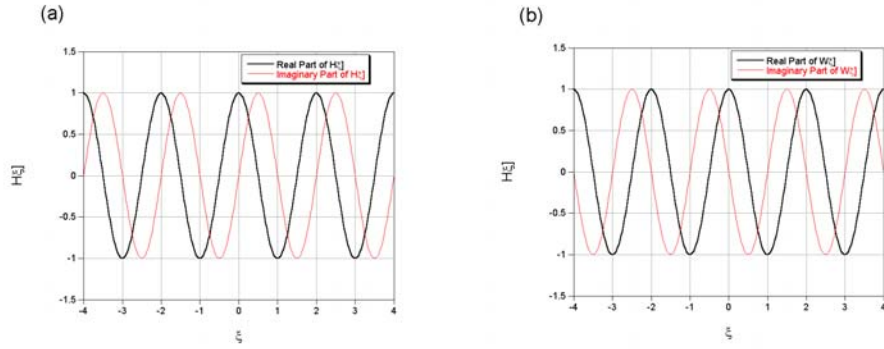 (a)
1.5
1
0.5
0
-0.5
-1
-1.5
-4 -3 -2 -1 0 1 2 3 4
H[ξ]
ξ
Real Part of H[ξ]
Imaginary Part of H[ξ]
(b)
1.5
1
0.5
0
-0.5
-1
-1.5
-4 -3 -2 -1 0 1 2 3 4
H[ξ]
ξ
Real Part of W[ξ]
Imaginary Part of W[ξ]